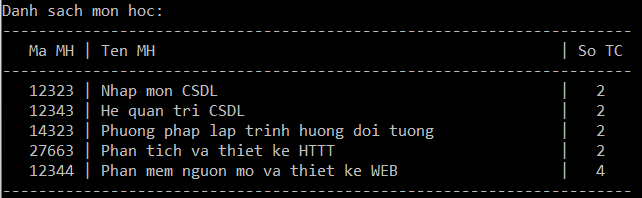 Danh sach mon hoc:
-----------------------------------------------------------------------
Ma MH | Ten MH | So TC
-----------------------------------------------------------------------
12323 | Nhap mon CSDL | 2
12343 | He quan tri CSDL | 2
14323 | Phuong phap lap trinh huong doi tuong | 2
27663 | Phan tich va thiet ke HTTT | 2
12344 | Phan mem nguon mo va thiet ke WEB | 4
-----------------------------------------------------------------------